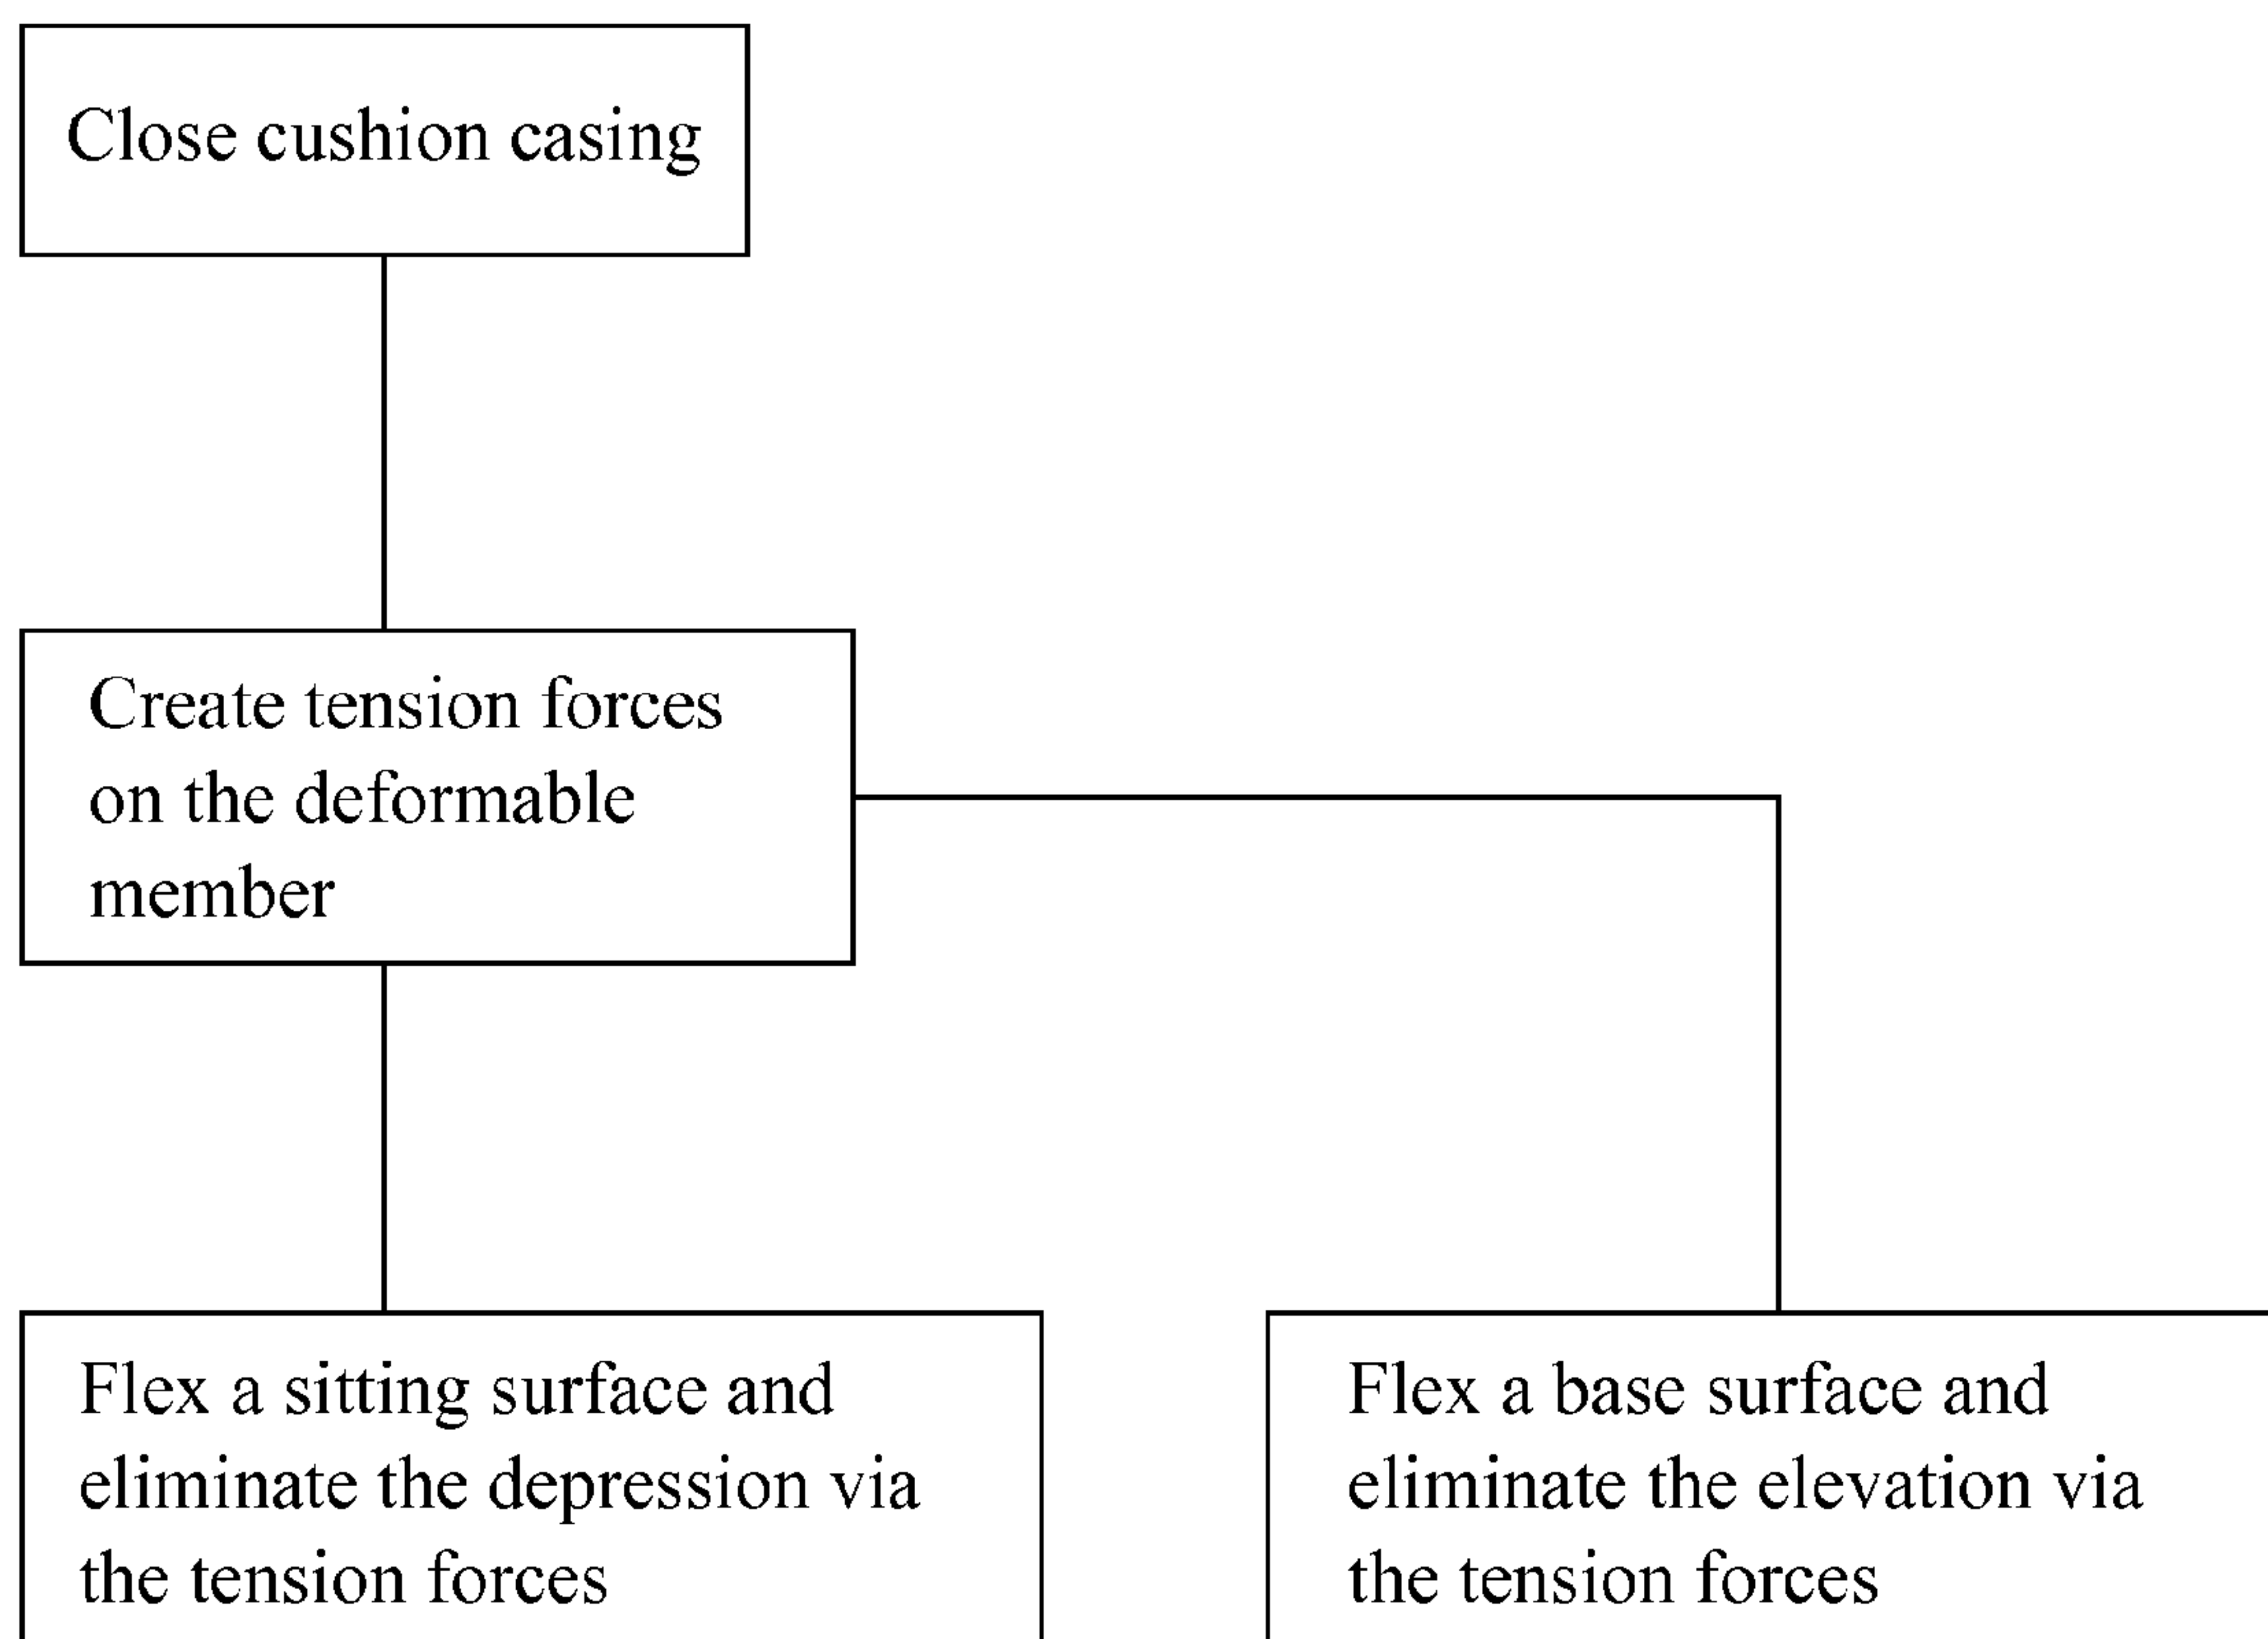 Close cushion casing
Create tension forces
on the deformable
member
Flex a sitting surface and
eliminate the depression via
the tension forces
Flex a base surface and
eliminate the elevation via
the tension forces